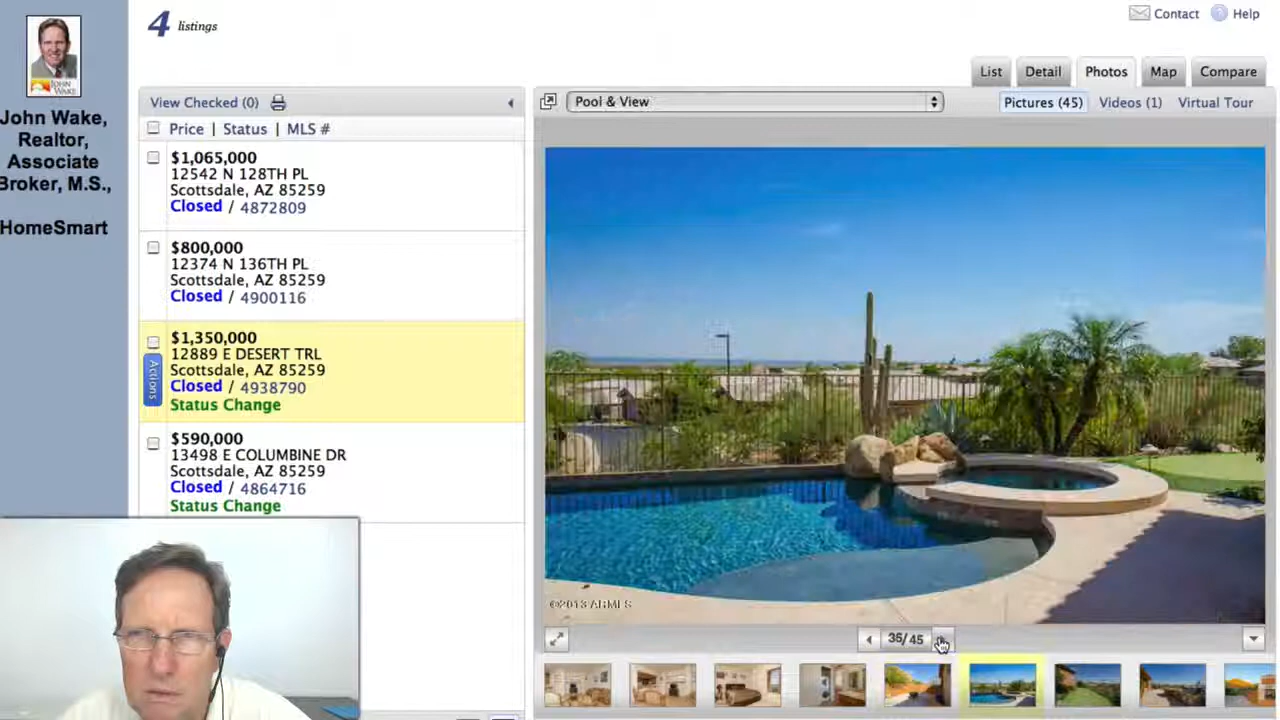 4 listings
Contact
Help
JOHN WAKE
John Wake,
Realtor,
Associate
Broker, M.S.,
HomeSmart
List
Detail
Photos
Map
Compare
View Checked (0)
Pool & View
Pictures (45)
Videos (1)
Virtual Tour
Price | Status | MLS #
$1,065,000
12542 N 128TH PL
Scottsdale, AZ 85259
Closed / 4872809
$800,000
12374 N 136TH PL
Scottsdale, AZ 85259
Closed / 4900116
Actions
$1,350,000
12889 E DESERT TRL
Scottsdale, AZ 85259
Closed / 4938790
Status Change
$590,000
13498 E COLUMBINE DR
Scottsdale, AZ 85259
Closed / 4864716
Status Change
©2013 ARMLS
36/45